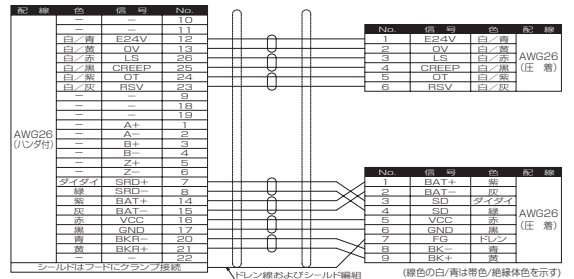 配 線 色 信 号 No.
－ － 10
－ － 11
白／青 E24V 12
白／黄 0V 13
白／赤 LS 26
白／黒 CREEP 25
白／紫 OT 24
白／灰 RSV 23
－ － 9
－ － 18
－ － 19
－ A+ 1
－ A− 2
－ B+ 3
－ B− 4
－ Z+ 5
－ Z− 6
ダイダイ SRD+ 7
緑 SRD− 8
紫 BAT+ 14
灰 BAT− 15
赤 VCC 16
黒 GND 17
青 BKR− 20
黄 BKR+ 21
－ － 22
AWG26
(ハンダ付)
シールドはフードにクランプ接続
No. 信 号 色 配 線
1 E24V 白／青
2 0V 白／黄
3 LS 白／赤
4 CREEP 白／黒
5 OT 白／紫
6 RSV 白／灰
AWG26
(圧 着)
No. 信 号 色 配 線
1 BAT+ 紫
2 BAT− 灰
3 SD ダイダイ
4 SD 緑
5 VCC 赤
6 GND 黒
7 FG ドレン
8 BK− 青
9 BK+ 黄
AWG26
(圧 着)
ドレン線およびシールド編組
(線色の白/青は帯色/絶縁体色を示す)